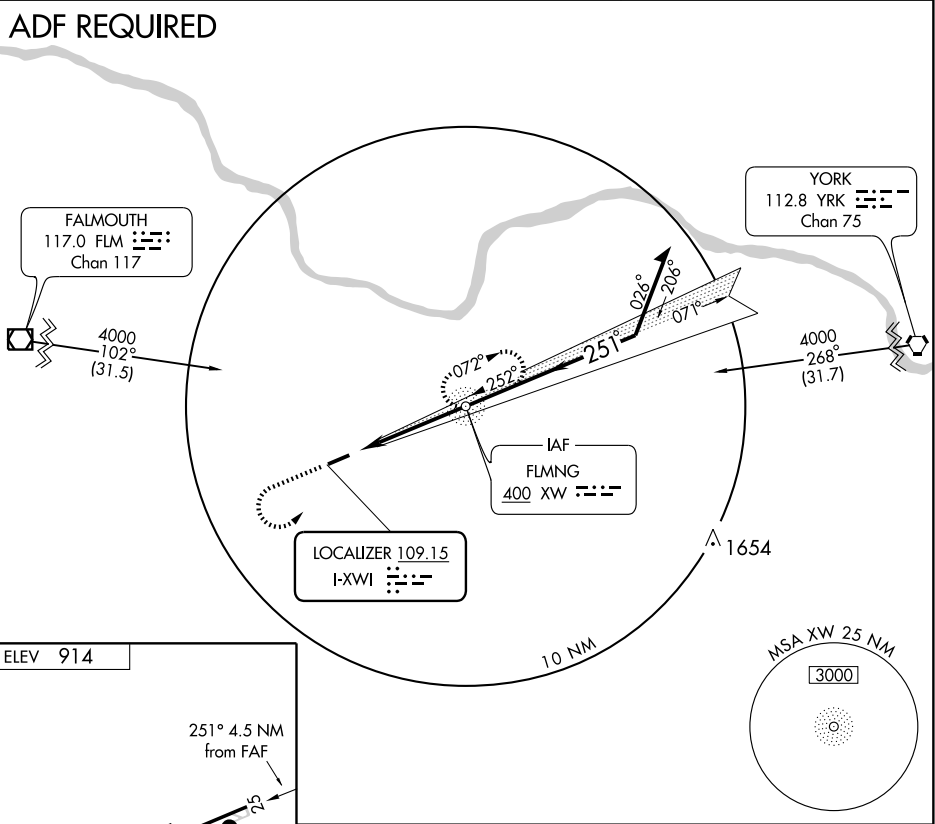 ADF REQUIRED
FALMOUTH
117.0 FLM
Chan 117
YORK
112.8 YRK
Chan 75
4000
102°
(31.5)
4000
268°
(31.7)
026°
206°
071°
251°
072°
252°
IAF
FLMNG
400 XW
LOCALIZER 109.15
I-XWI
1654
10 NM
MSA XW 25 NM
3000
ELEV 914
251° 4.5 NM
from FAF
25